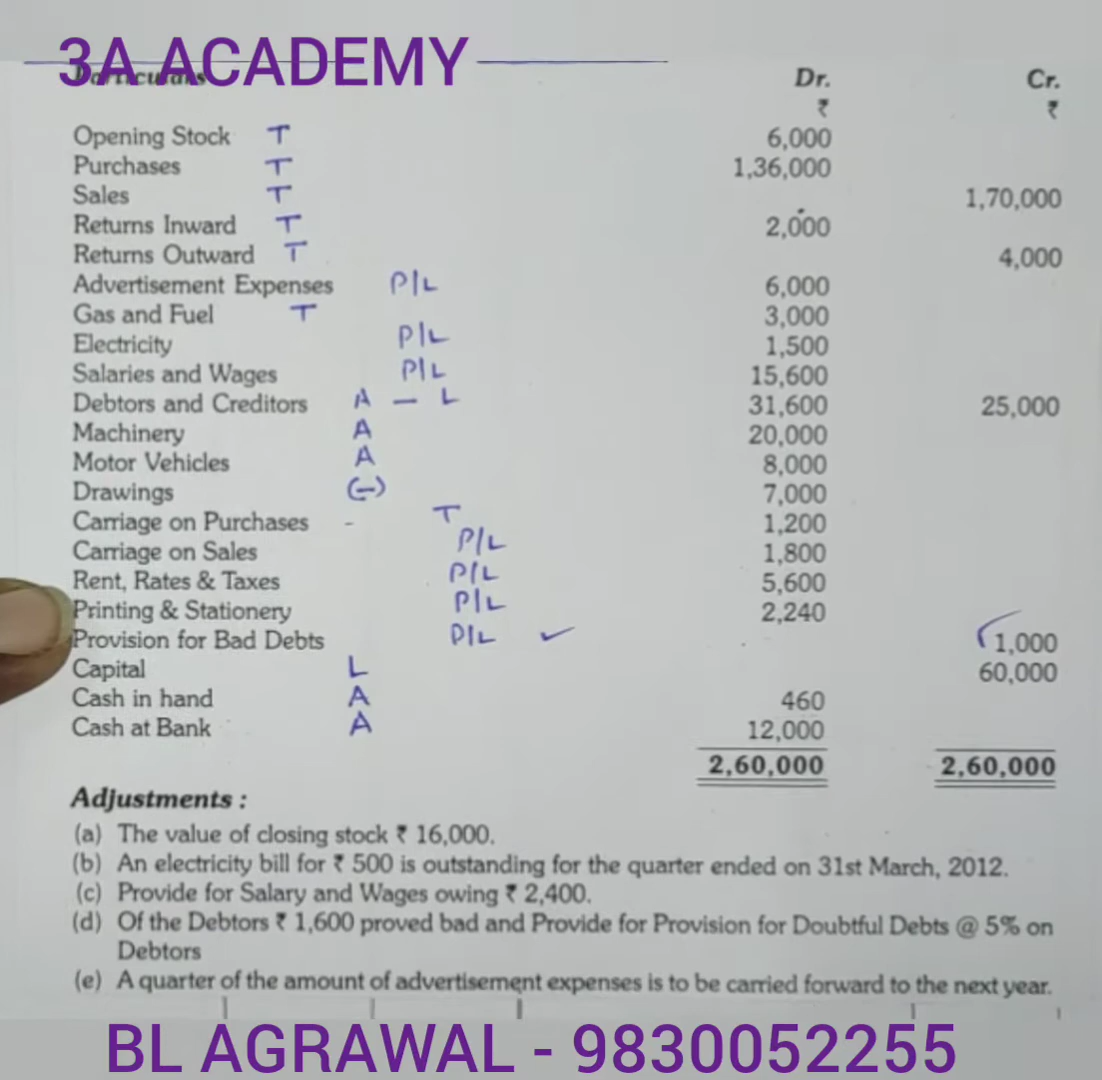 3A ACADEMY
Particulars Dr. Cr.
₹ ₹
Opening Stock T 6,000
Purchases T 1,36,000
Sales T 1,70,000
Returns Inward T 2,000
Returns Outward T 4,000
Advertisement Expenses P/L 6,000
Gas and Fuel T 3,000
Electricity P/L 1,500
Salaries and Wages P/L 15,600
Debtors and Creditors A — L 31,600 25,000
Machinery A 20,000
Motor Vehicles A 8,000
Drawings (-) 7,000
Carriage on Purchases - T 1,200
Carriage on Sales P/L 1,800
Rent, Rates & Taxes P/L 5,600
Printing & Stationery P/L 2,240
Provision for Bad Debts P/L ✓ 1,000
Capital L 60,000
Cash in hand A 460
Cash at Bank A 12,000
2,60,000 2,60,000
Adjustments :
(a) The value of closing stock ₹ 16,000.
(b) An electricity bill for ₹ 500 is outstanding for the quarter ended on 31st March, 2012.
(c) Provide for Salary and Wages owing ₹ 2,400.
(d) Of the Debtors ₹ 1,600 proved bad and Provide for Provision for Doubtful Debts @ 5% on
Debtors
(e) A quarter of the amount of advertisement expenses is to be carried forward to the next year.
BL AGRAWAL - 9830052255